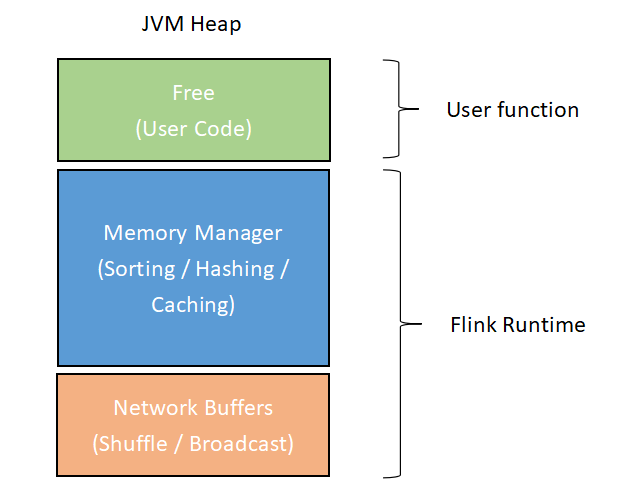 JVM Heap
Free
(User Code)
User function
Memory Manager
(Sorting / Hashing /
Caching)
Flink Runtime
Network Buffers
(Shuffle / Broadcast)